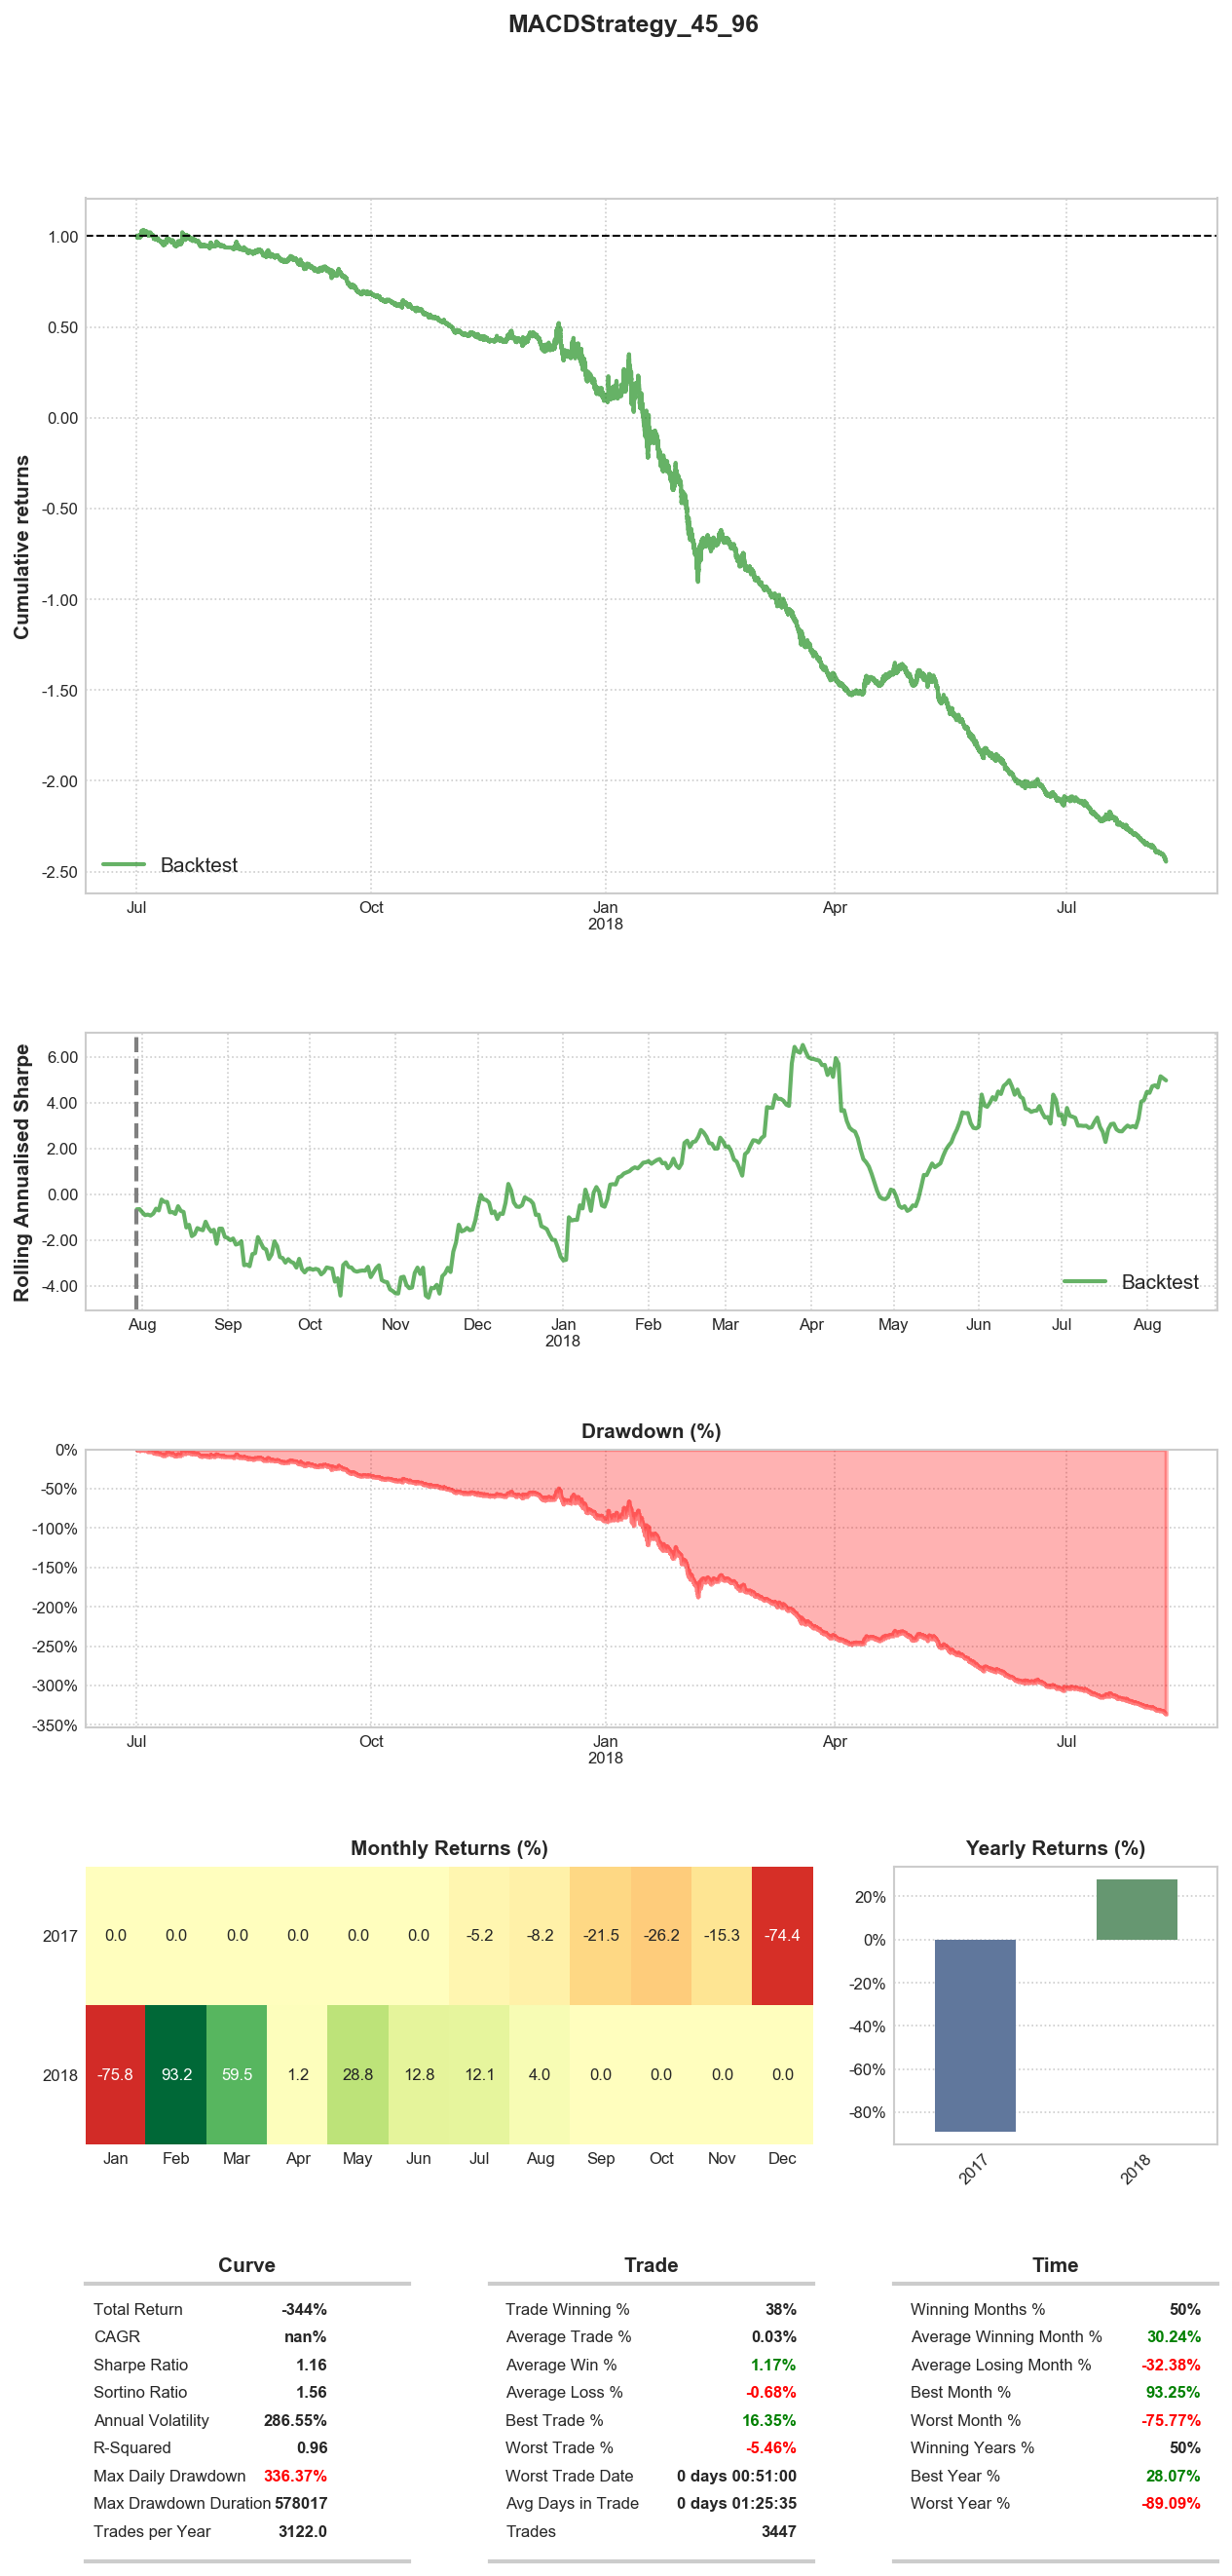 MACDStrategy_45_96
Cumulative returns
1.00
0.50
0.00
-0.50
-1.00
-1.50
-2.00
-2.50
Backtest
Jul Oct Jan Apr Jul
2018
Rolling Annualised Sharpe
6.00
4.00
2.00
0.00
-2.00
-4.00
Backtest
Aug Sep Oct Nov Dec Jan Feb Mar Apr May Jun Jul Aug
2018
Drawdown (%)
0%
-50%
-100%
-150%
-200%
-250%
-300%
-350%
Jul Oct Jan Apr Jul
2018
Monthly Returns (%)
2017 0.0 0.0 0.0 0.0 0.0 0.0 -5.2 -8.2 -21.5 -26.2 -15.3 -74.4
2018 -75.8 93.2 59.5 1.2 28.8 12.8 12.1 4.0 0.0 0.0 0.0 0.0
Jan Feb Mar Apr May Jun Jul Aug Sep Oct Nov Dec
Yearly Returns (%)
20%
0%
-20%
-40%
-60%
-80%
2017 2018
Curve
Total Return -344%
CAGR nan%
Sharpe Ratio 1.16
Sortino Ratio 1.56
Annual Volatility 286.55%
R-Squared 0.96
Max Daily Drawdown 336.37%
Max Drawdown Duration 578017
Trades per Year 3122.0
Trade
Trade Winning % 38%
Average Trade % 0.03%
Average Win % 1.17%
Average Loss % -0.68%
Best Trade % 16.35%
Worst Trade % -5.46%
Worst Trade Date 0 days 00:51:00
Avg Days in Trade 0 days 01:25:35
Trades 3447
Time
Winning Months % 50%
Average Winning Month % 30.24%
Average Losing Month % -32.38%
Best Month % 93.25%
Worst Month % -75.77%
Winning Years % 50%
Best Year % 28.07%
Worst Year % -89.09%